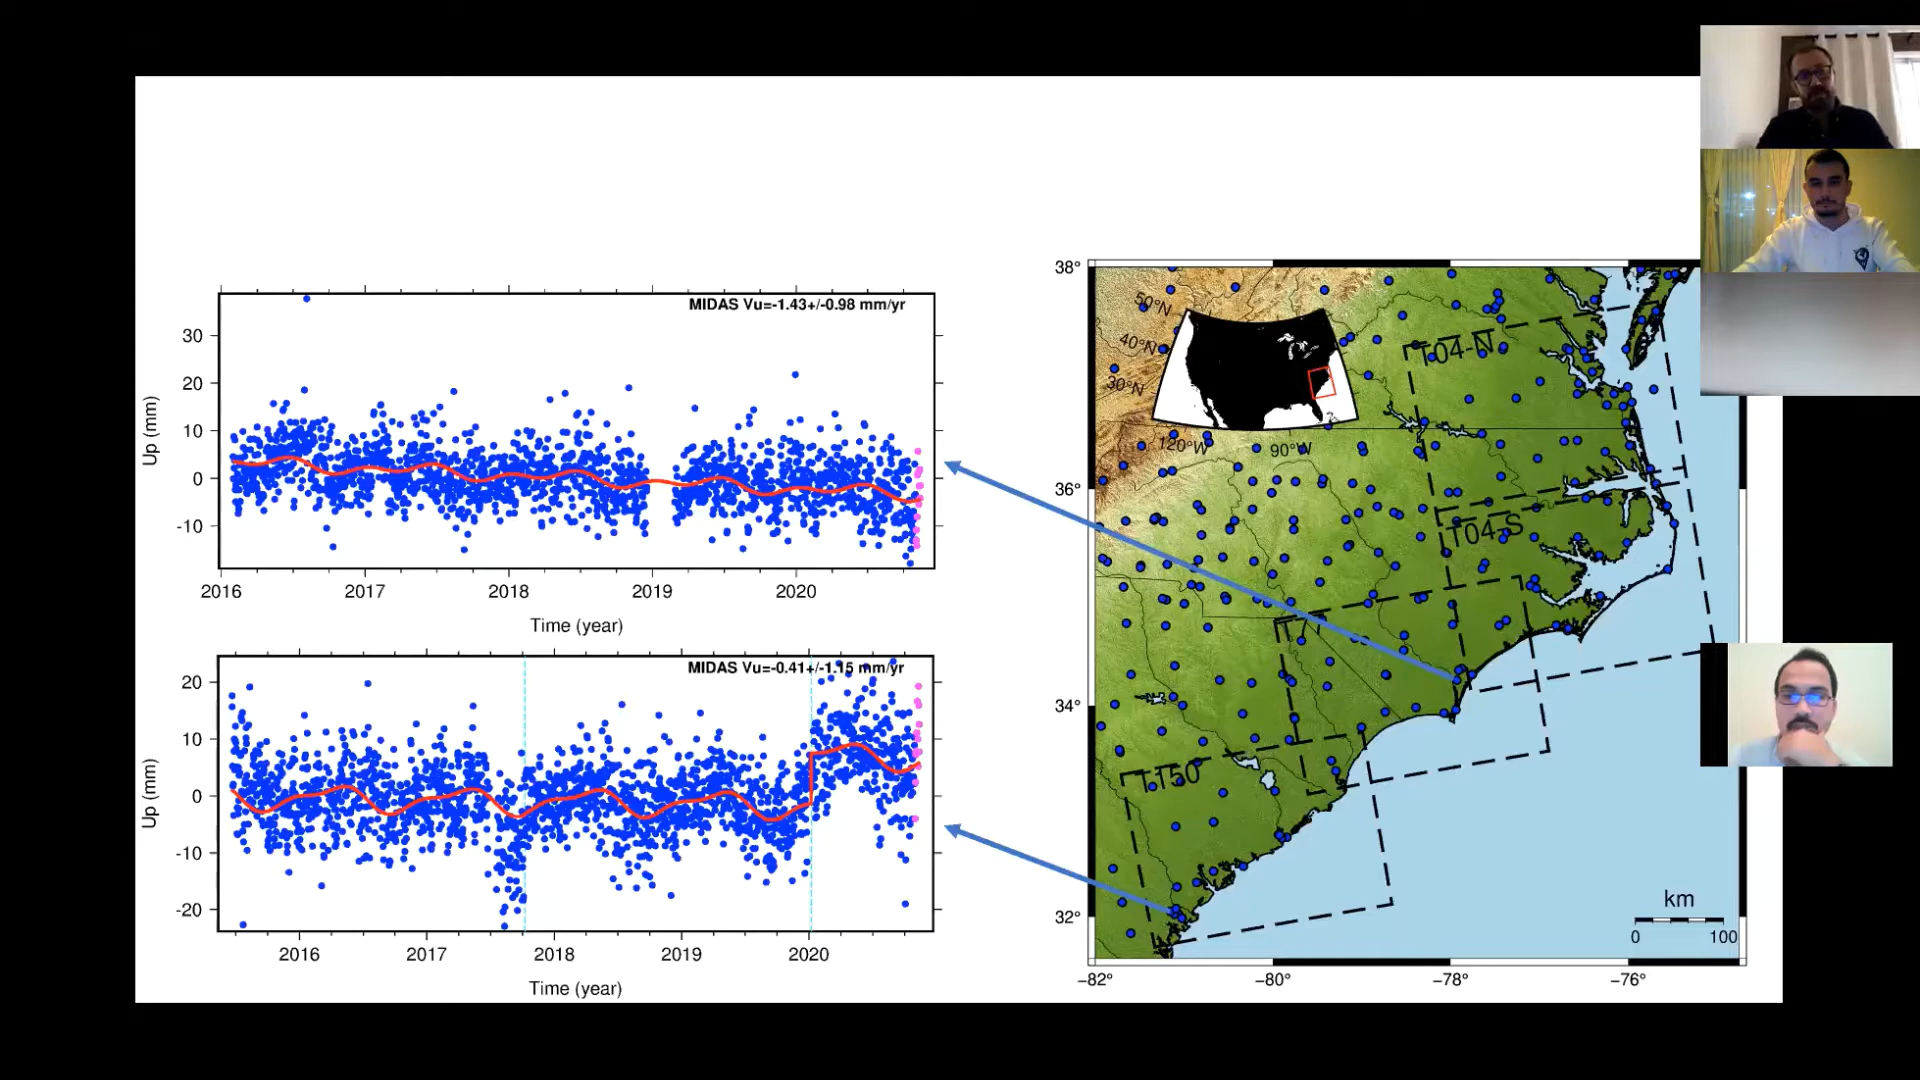 MIDAS Vu=-1.43+/-0.98 mm/yr
30
20
10
0
-10
Up (mm)
2016 2017 2018 2019 2020
Time (year)
MIDAS Vu=-0.41+/-1.15 mm/yr
20
10
0
-10
-20
Up (mm)
2016 2017 2018 2019 2020
Time (year)
38°
36°
34°
32°
50°N
40°N
30°N
120°W 90°W
T04-N
T04-S
T150
km
0 100
-82° -80° -78° -76°